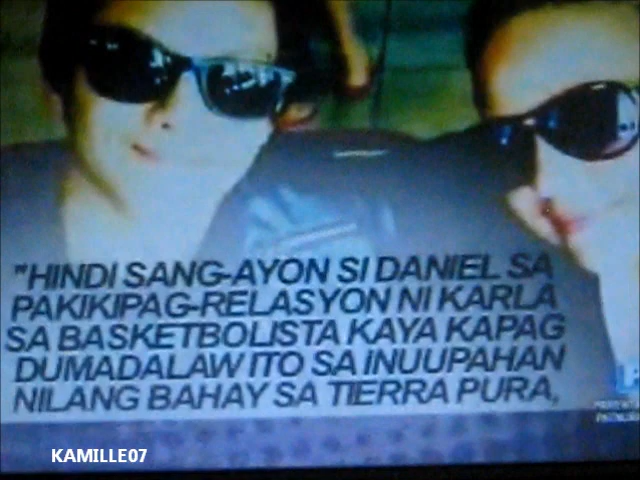 "HINDI SANG-AYON SI DANIEL SA
PAKIKIPAG-RELASYON NI KARLA
SA BASKETBOLISTA KAYA KAPAG
DUMADALAW ITO SA INUUPAHAN
NILANG BAHAY SA TIERRA PURA,
KAMILLE07